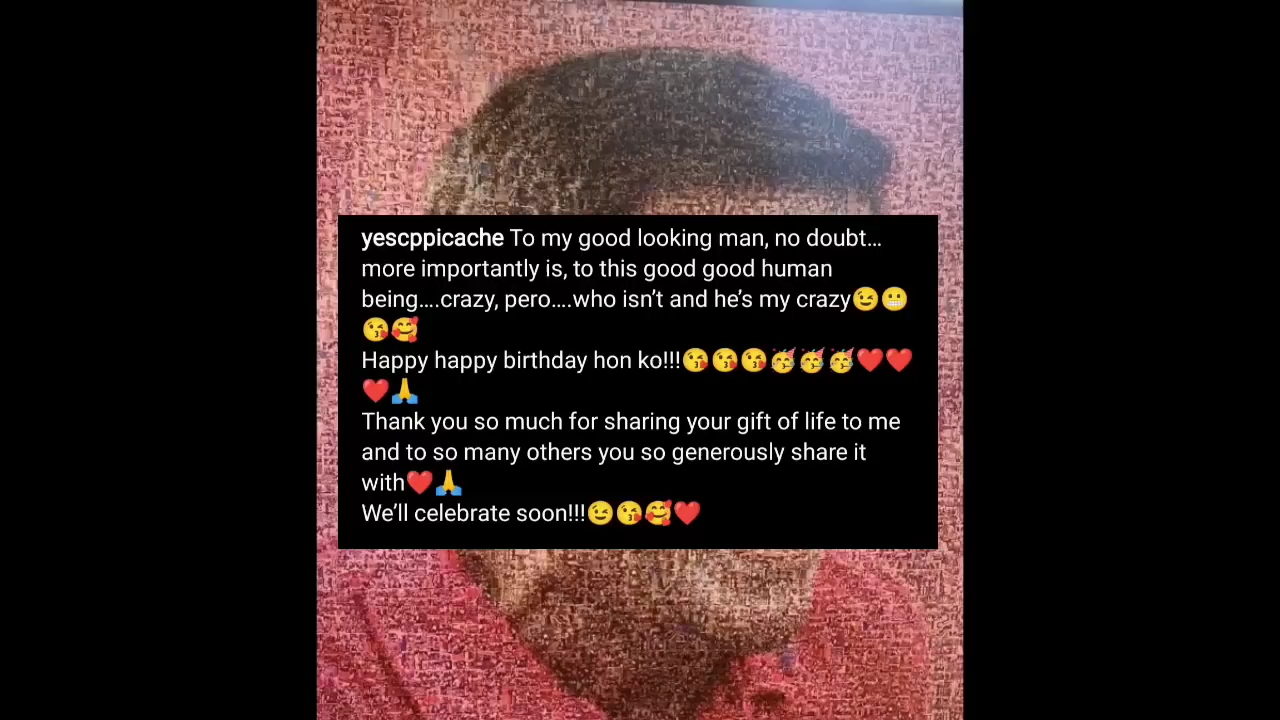 yescppicache To my good looking man, no doubt...
more importantly is, to this good good human
being....crazy, pero....who isn’t and he’s my crazy😉😬
😘🥰
Happy happy birthday hon ko!!!😘😘😘🥳🥳🥳❤️❤️
❤️🙏
Thank you so much for sharing your gift of life to me
and to so many others you so generously share it
with❤️🙏
We’ll celebrate soon!!!😉😘🥰❤️